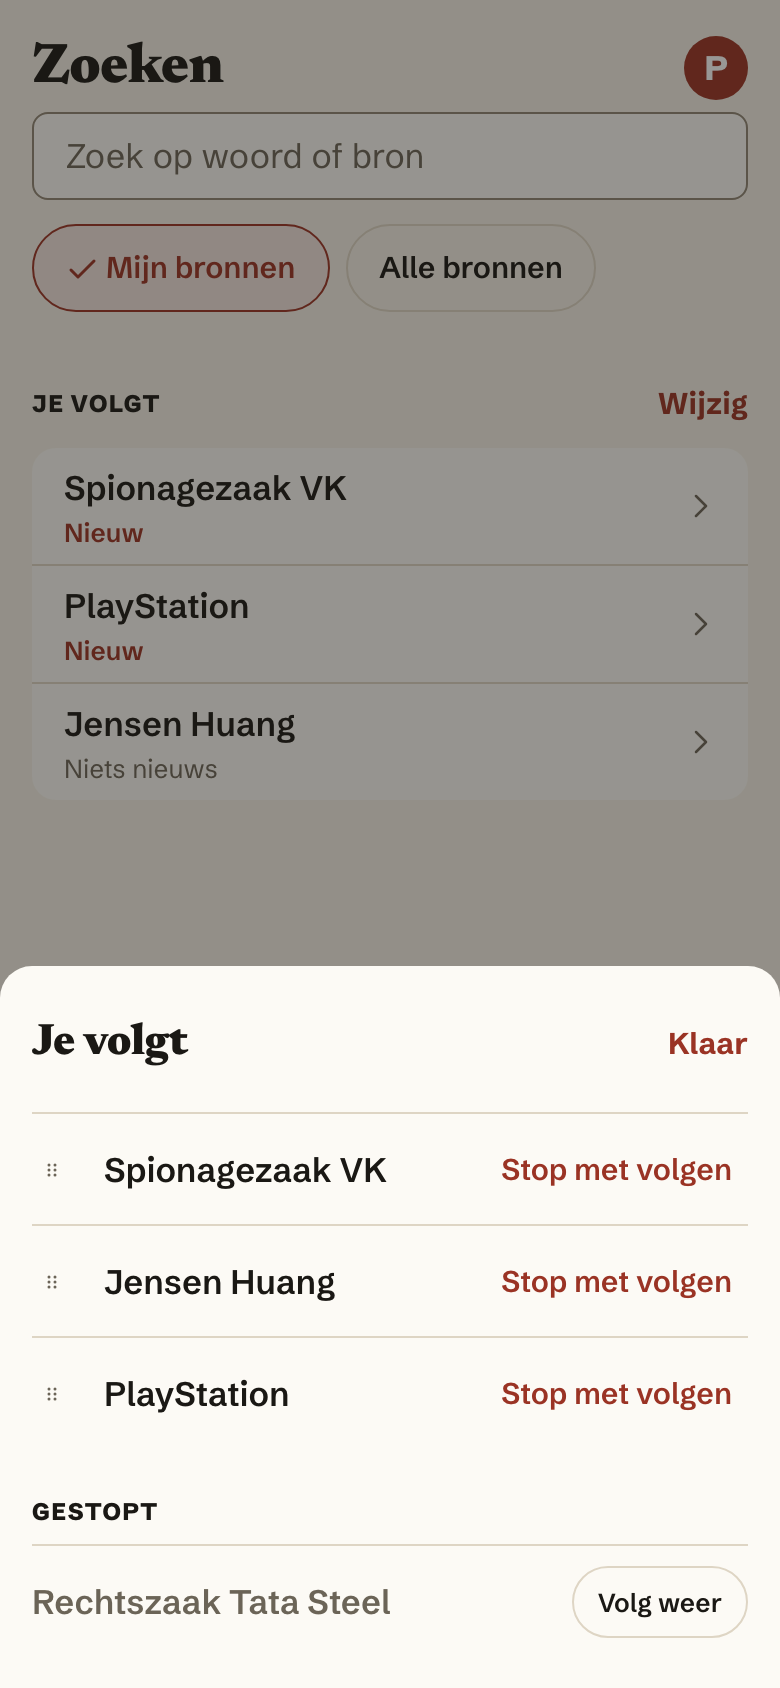 Zoeken
P
Zoek op woord of bron
Mijn bronnen
Alle bronnen
JE VOLGT
Wijzig
Spionagezaak VK
Nieuw
PlayStation
Nieuw
Jensen Huang
Niets nieuws
Je volgt
Klaar
Spionagezaak VK
Stop met volgen
Jensen Huang
Stop met volgen
PlayStation
Stop met volgen
GESTOPT
Rechtszaak Tata Steel
Volg weer